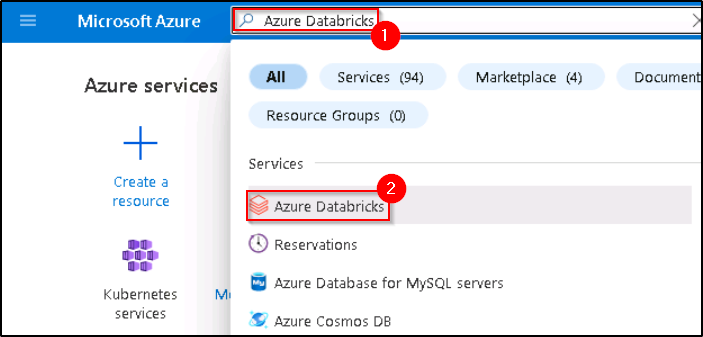 Microsoft Azure
Azure Databricks
1
All
Services (94)
Marketplace (4)
Document
Resource Groups (0)
Azure services
Create a
resource
Kubernetes
services
Services
2
Azure Databricks
Reservations
My
Azure Database for MySQL servers
Azure Cosmos DB